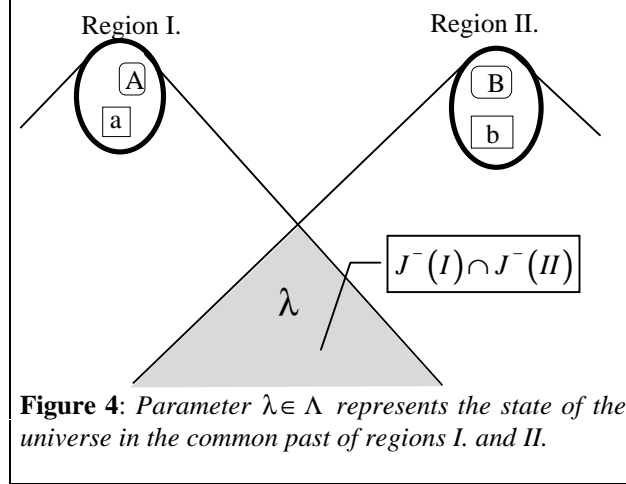 Region I.
Region II.
A
B
a
b
J⁻(I)∩J⁻(II)
λ
Figure 4: Parameter λ∈ Λ represents the state of the
universe in the common past of regions I. and II.